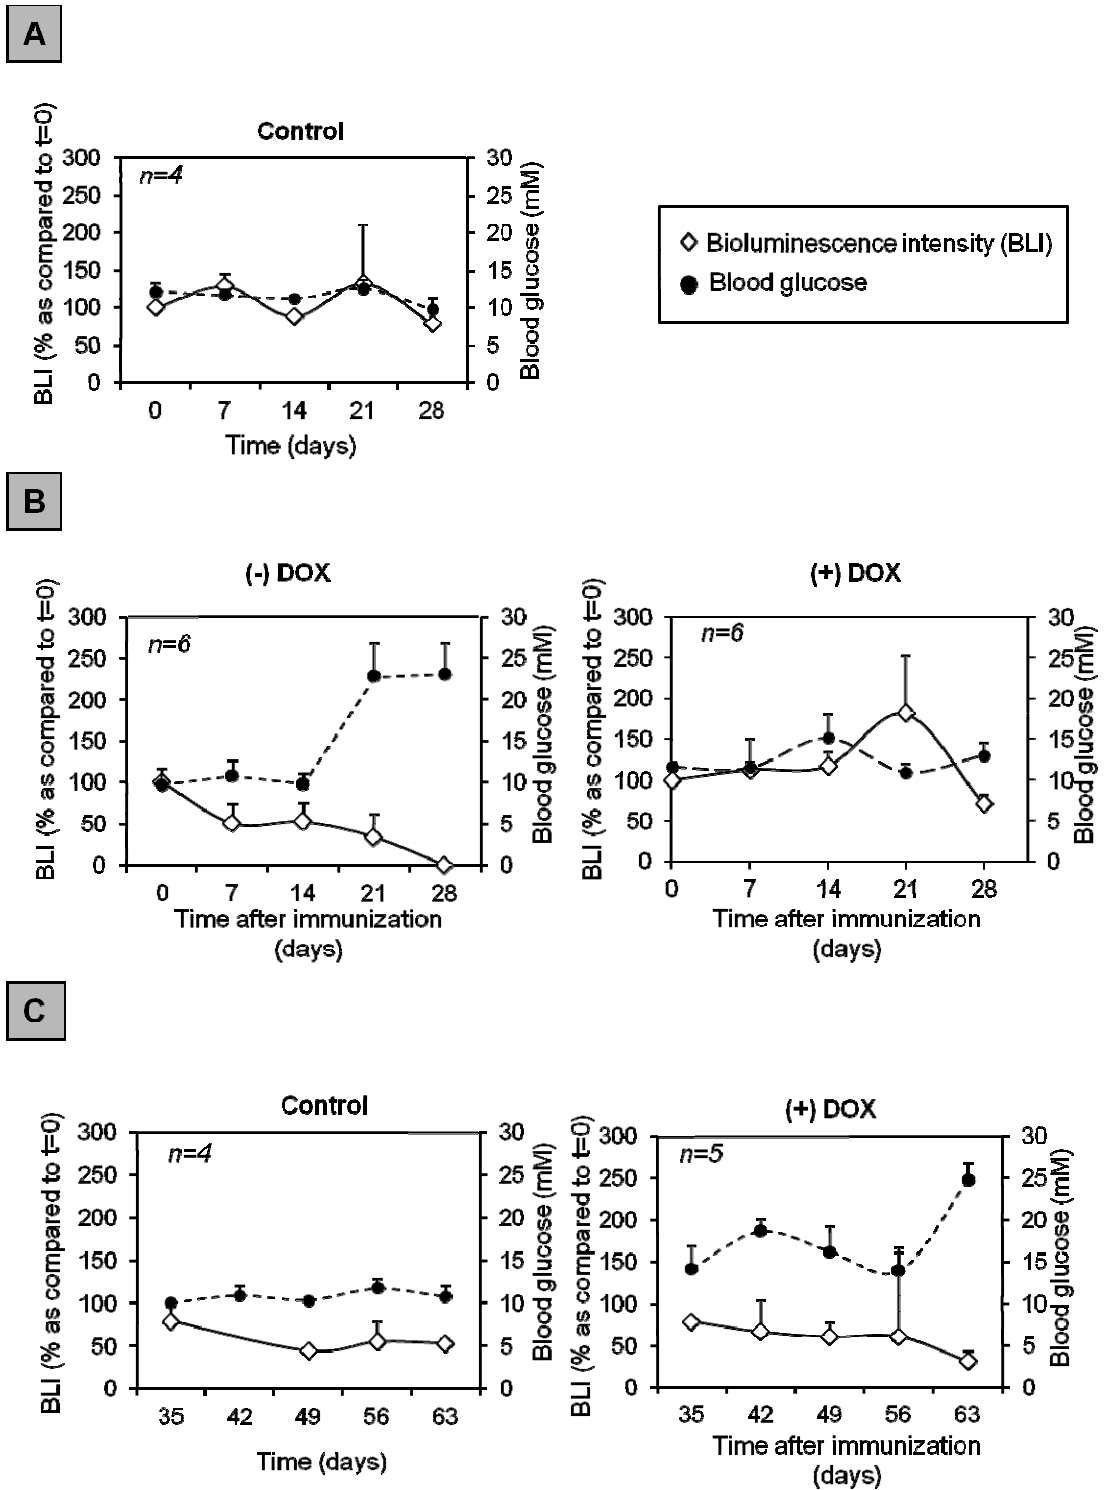 A
Control
BLI (% as compared to t=0)
300
250
200
150
100
50
0
n=4
30
25
20
15
10
5
0
Blood glucose (mM)
0 7 14 21 28
Time (days)
Bioluminescence intensity (BLI)
Blood glucose
B
(-) DOX
BLI (% as compared to t=0)
300
250
200
150
100
50
0
n=6
30
25
20
15
10
5
0
Blood glucose (mM)
0 7 14 21 28
Time after immunization
(days)
(+) DOX
BLI (% as compared to t=0)
300
250
200
150
100
50
0
n=6
30
25
20
15
10
5
0
Blood glucose (mM)
0 7 14 21 28
Time after immunization
(days)
C
Control
BLI (% as compared to t=0)
300
250
200
150
100
50
0
n=4
30
25
20
15
10
5
0
Blood glucose (mM)
35 42 49 56 63
Time (days)
(+) DOX
BLI (% as compared to t=0)
300
250
200
150
100
50
0
n=5
30
25
20
15
10
5
0
Blood glucose (mM)
35 42 49 56 63
Time after immunization
(days)